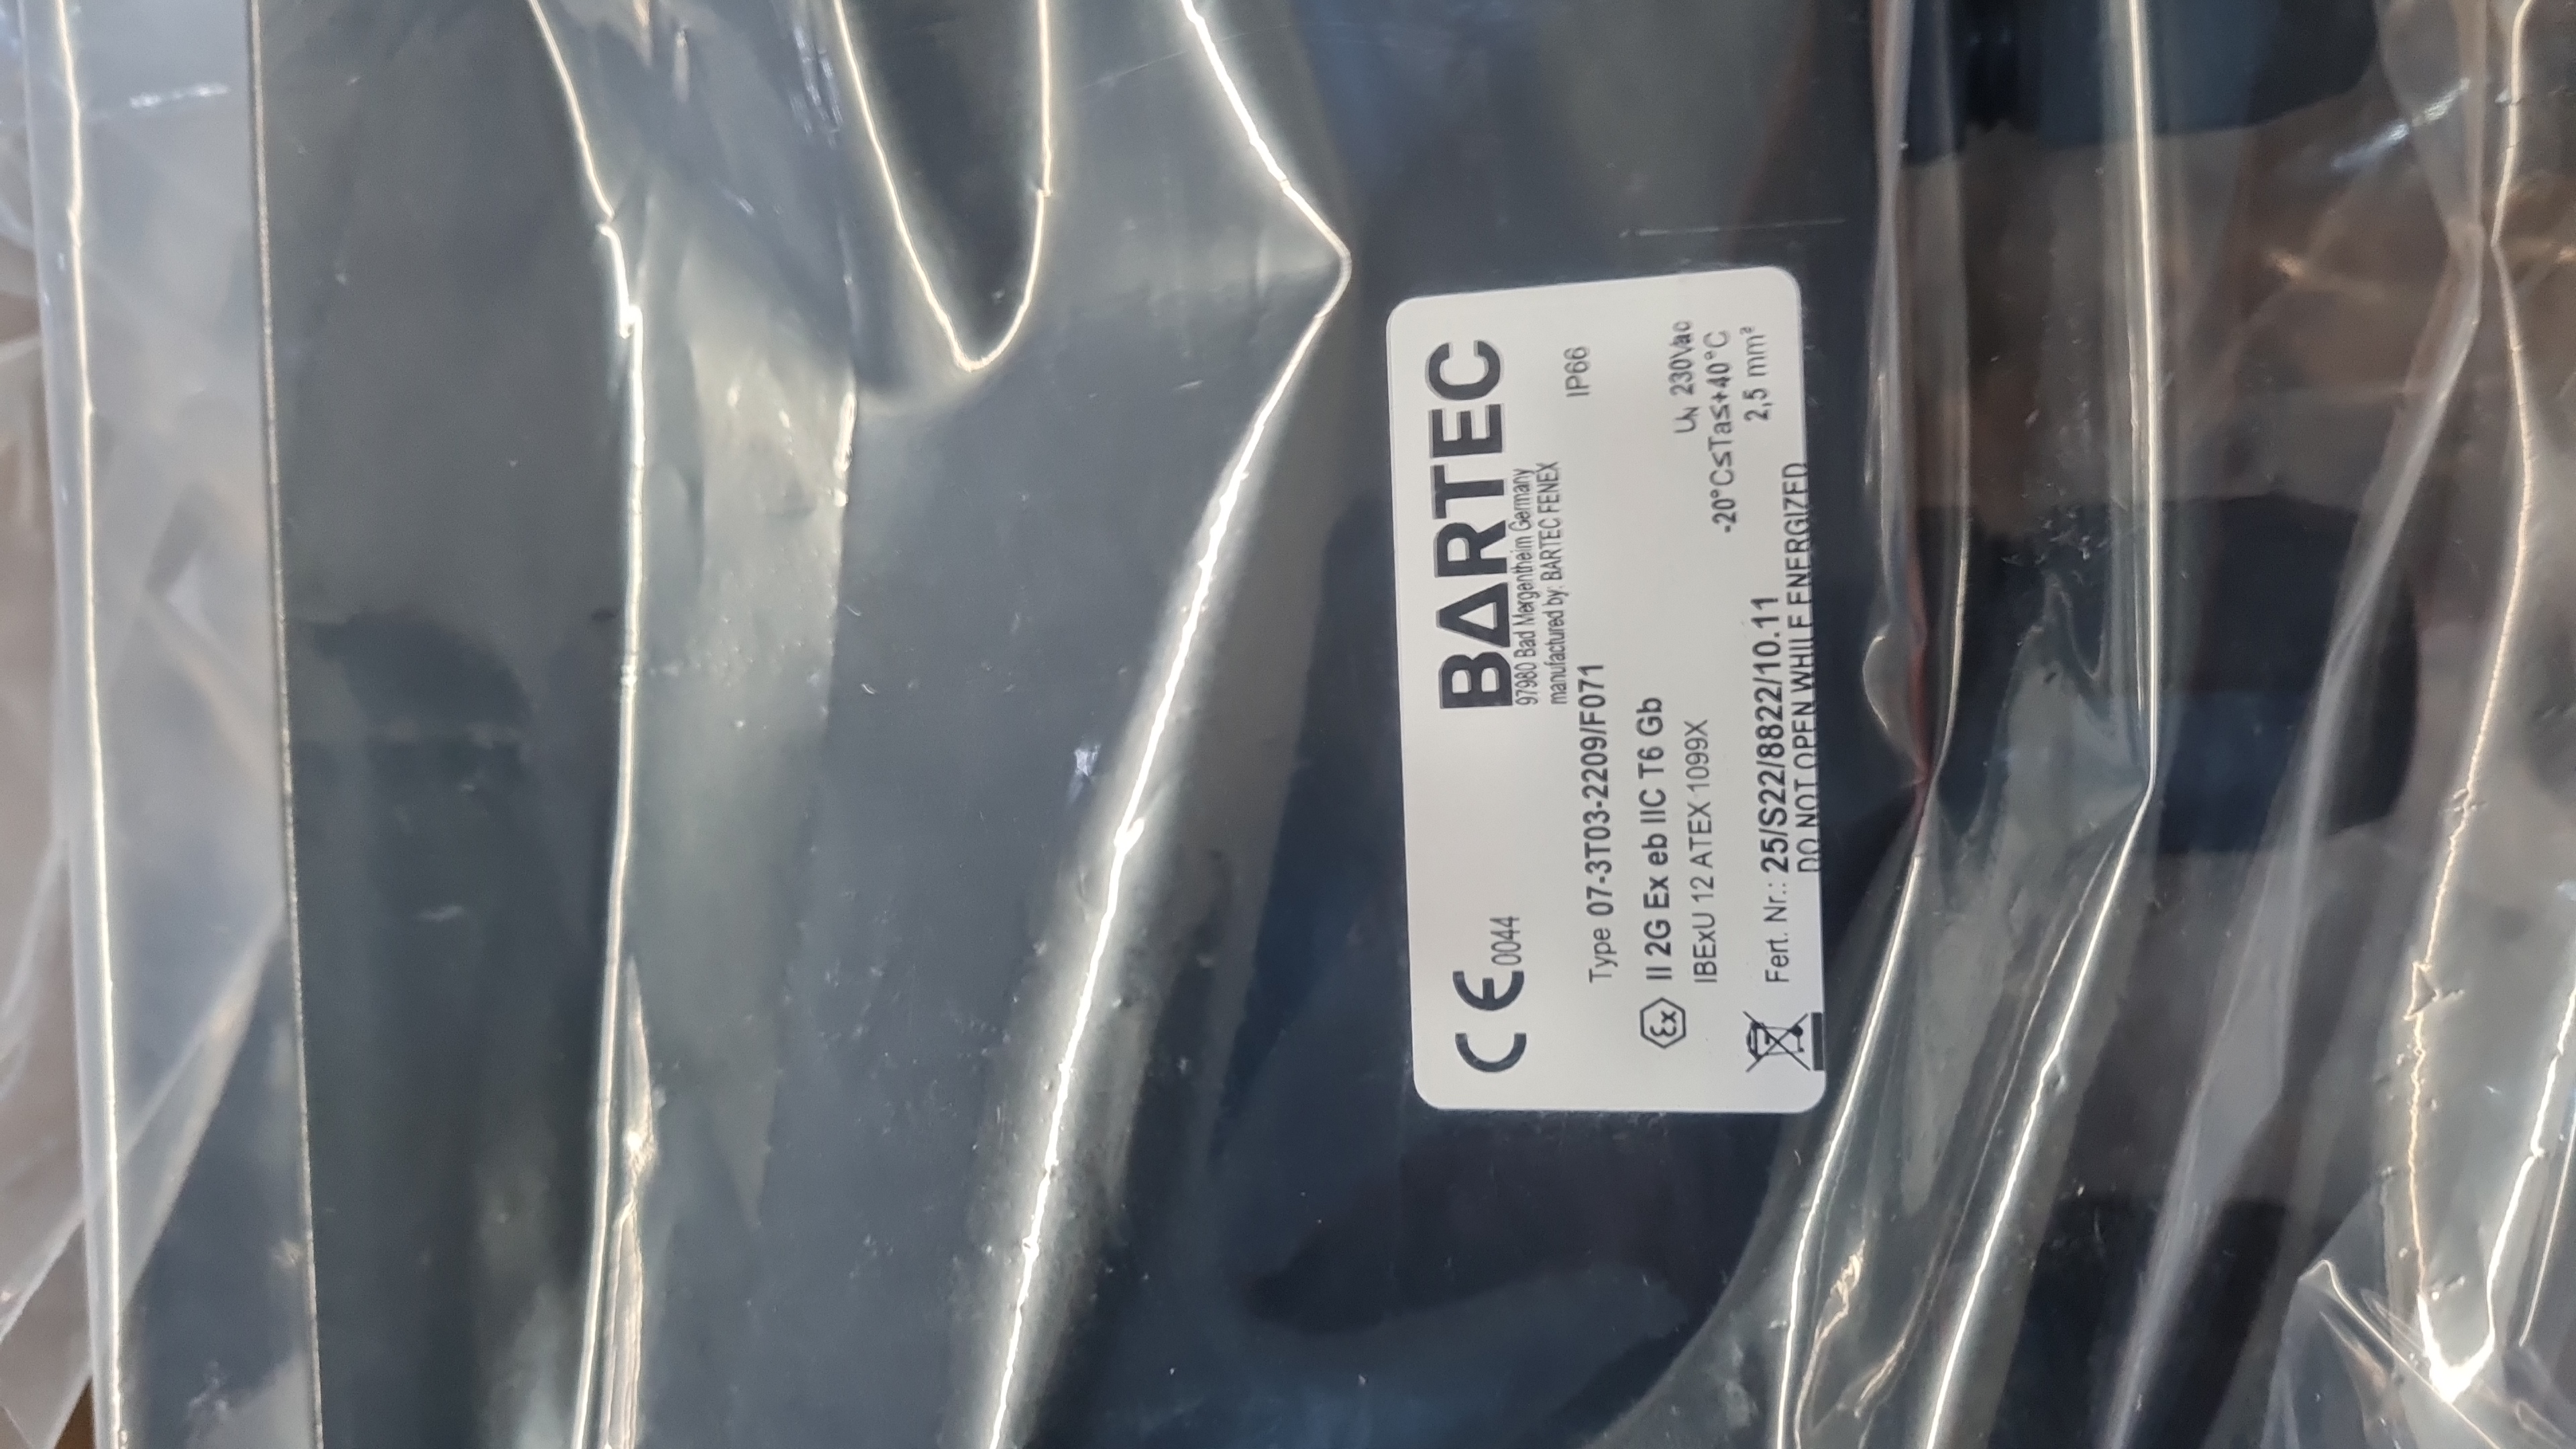 CE 0044
BARTEC
97980 Bad Mergentheim Germany
manufactured by: BARTEC FENEX
Type 07-3T03-2209/F071
IP66
Ex II 2G Ex eb IIC T6 Gb
IBExU 12 ATEX 1099X
UN 230Vac
-20°C≤Ta≤+40°C
Fert. Nr.: 25/S22/8822/10.11
2,5 mm²
DO NOT OPEN WHILE ENERGIZED